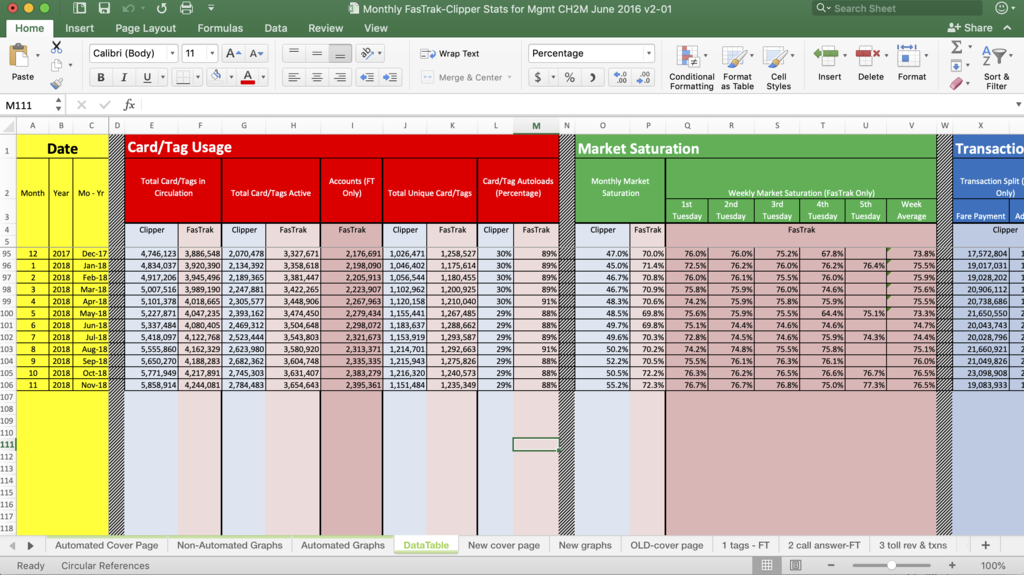 Monthly FasTrak-Clipper Stats for Mgmt CH2M June 2016 v2-01
Search Sheet
Home Insert Page Layout Formulas Data Review View Share
Paste Calibri (Body) 11 A A Wrap Text Percentage Conditional Formatting Format as Table Cell Styles Insert Delete Format Sort & Filter
B I U A Merge & Center $ %
M111 fx
A B C D E F G H I J K L M N O P Q R S T U V W X
1 Date Card/Tag Usage Market Saturation Transactio
2 Month Year Mo - Yr Total Card/Tags in Circulation Total Card/Tags Active Accounts (FT Only) Total Unique Card/Tags Card/Tag Autoloads (Percentage) Monthly Market Saturation Weekly Market Saturation (FasTrak Only) Transaction Split ( Only)
3 1st Tuesday 2nd Tuesday 3rd Tuesday 4th Tuesday 5th Tuesday Week Average Fare Payment Ad
4 Clipper FasTrak Clipper FasTrak FasTrak Clipper FasTrak Clipper FasTrak Clipper FasTrak FasTrak Clipper
5
95 12 2017 Dec-17 4,746,123 3,886,548 2,070,478 3,327,671 2,176,691 1,026,471 1,258,527 30% 89% 47.0% 70.0% 76.0% 76.0% 75.2% 67.8% 73.8% 17,572,804
96 1 2018 Jan-18 4,834,037 3,920,390 2,134,392 3,358,618 2,198,090 1,046,402 1,175,614 30% 89% 45.0% 71.4% 72.5% 76.2% 76.0% 76.2% 76.4% 75.5% 19,017,031
97 2 2018 Feb-18 4,917,206 3,945,496 2,189,365 3,381,447 2,205,913 1,056,544 1,180,455 30% 89% 46.7% 70.8% 76.0% 76.1% 75.5% 76.0% 75.9% 19,028,202
98 3 2018 Mar-18 5,007,516 3,989,190 2,247,881 3,422,265 2,223,907 1,102,962 1,200,925 30% 89% 46.7% 70.9% 75.8% 75.9% 76.0% 74.6% 75.6% 20,906,112
99 4 2018 Apr-18 5,101,378 4,018,665 2,305,577 3,448,906 2,267,963 1,120,158 1,210,040 30% 91% 48.3% 70.6% 74.2% 75.9% 75.8% 75.9% 75.5% 20,738,686
100 5 2018 May-18 5,227,871 4,047,235 2,393,162 3,474,450 2,279,434 1,155,441 1,267,485 29% 88% 48.5% 69.8% 75.6% 75.9% 75.5% 64.4% 75.1% 73.3% 21,650,550
101 6 2018 Jun-18 5,337,484 4,080,405 2,469,312 3,504,648 2,298,072 1,183,637 1,288,662 29% 89% 49.7% 69.8% 75.1% 74.4% 74.6% 74.6% 74.7% 20,043,743
102 7 2018 Jul-18 5,418,097 4,122,768 2,523,444 3,543,803 2,321,673 1,153,919 1,293,587 29% 89% 49.6% 70.3% 72.8% 74.5% 74.6% 75.9% 74.3% 74.4% 20,028,796
103 8 2018 Aug-18 5,555,860 4,162,329 2,623,980 3,580,920 2,313,371 1,214,701 1,292,663 29% 91% 50.2% 70.2% 74.2% 74.8% 75.5% 75.8% 75.1% 21,660,921
104 9 2018 Sep-18 5,650,270 4,188,283 2,682,362 3,604,748 2,335,335 1,215,943 1,275,826 29% 88% 52.2% 70.5% 75.5% 76.1% 76.3% 76.1% 76.0% 21,049,826
105 10 2018 Oct-18 5,771,949 4,217,891 2,745,303 3,631,407 2,383,279 1,216,320 1,240,573 29% 88% 50.5% 72.2% 76.3% 76.2% 76.5% 76.6% 76.7% 76.5% 23,098,908
106 11 2018 Nov-18 5,858,914 4,244,081 2,784,483 3,654,643 2,395,361 1,151,484 1,235,349 29% 88% 55.2% 72.3% 76.7% 76.7% 76.8% 75.0% 77.3% 76.5% 19,083,933
107
108
109
110
111
112
113
114
115
116
117
118
Automated Cover Page Non-Automated Graphs Automated Graphs DataTable New cover page New graphs OLD-cover page 1 tags - FT 2 call answer-FT 3 toll rev & txns +
Ready Circular References 100%